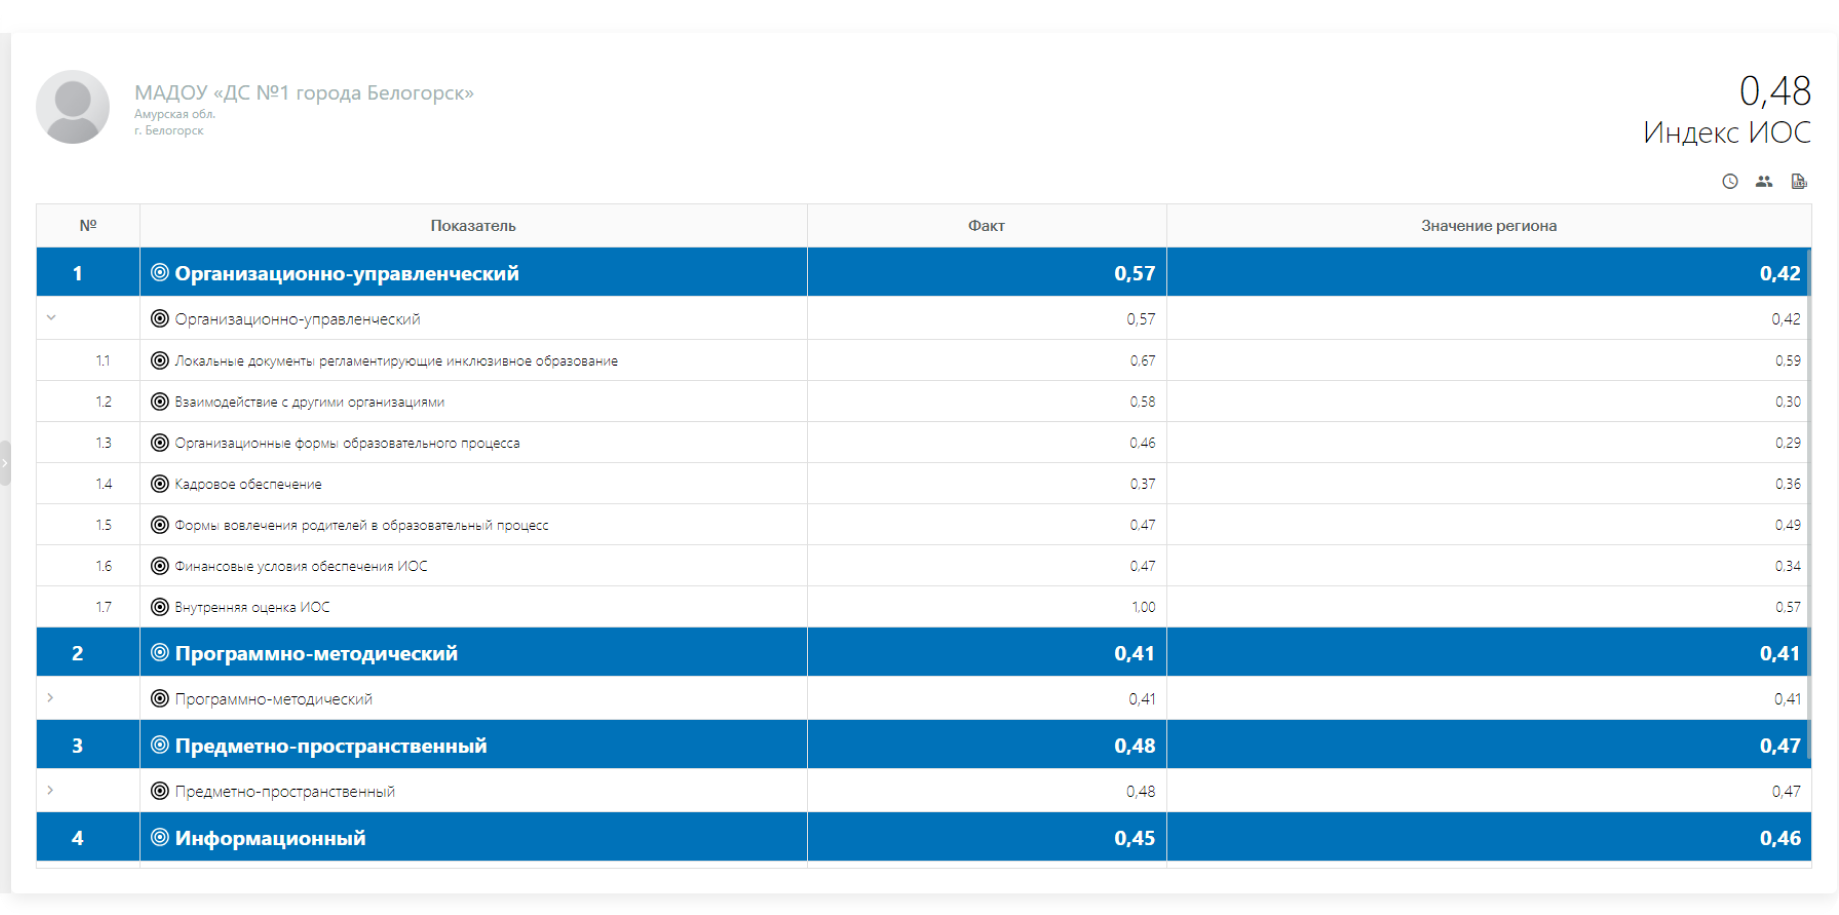 МАДОУ «ДС №1 города Белогорск»
Амурская обл.
г. Белогорск
0,48
Индекс ИОС
№ Показатель Факт Значение региона
1 Организационно-управленческий 0,57 0,42
Организационно-управленческий 0,57 0,42
1.1 Локальные документы регламентирующие инклюзивное образование 0,67 0,59
1.2 Взаимодействие с другими организациями 0,58 0,30
1.3 Организационные формы образовательного процесса 0,46 0,29
1.4 Кадровое обеспечение 0,37 0,36
1.5 Формы вовлечения родителей в образовательный процесс 0,47 0,49
1.6 Финансовые условия обеспечения ИОС 0,47 0,34
1.7 Внутренняя оценка ИОС 1,00 0,57
2 Программно-методический 0,41 0,41
Программно-методический 0,41 0,41
3 Предметно-пространственный 0,48 0,47
Предметно-пространственный 0,48 0,47
4 Информационный 0,45 0,46